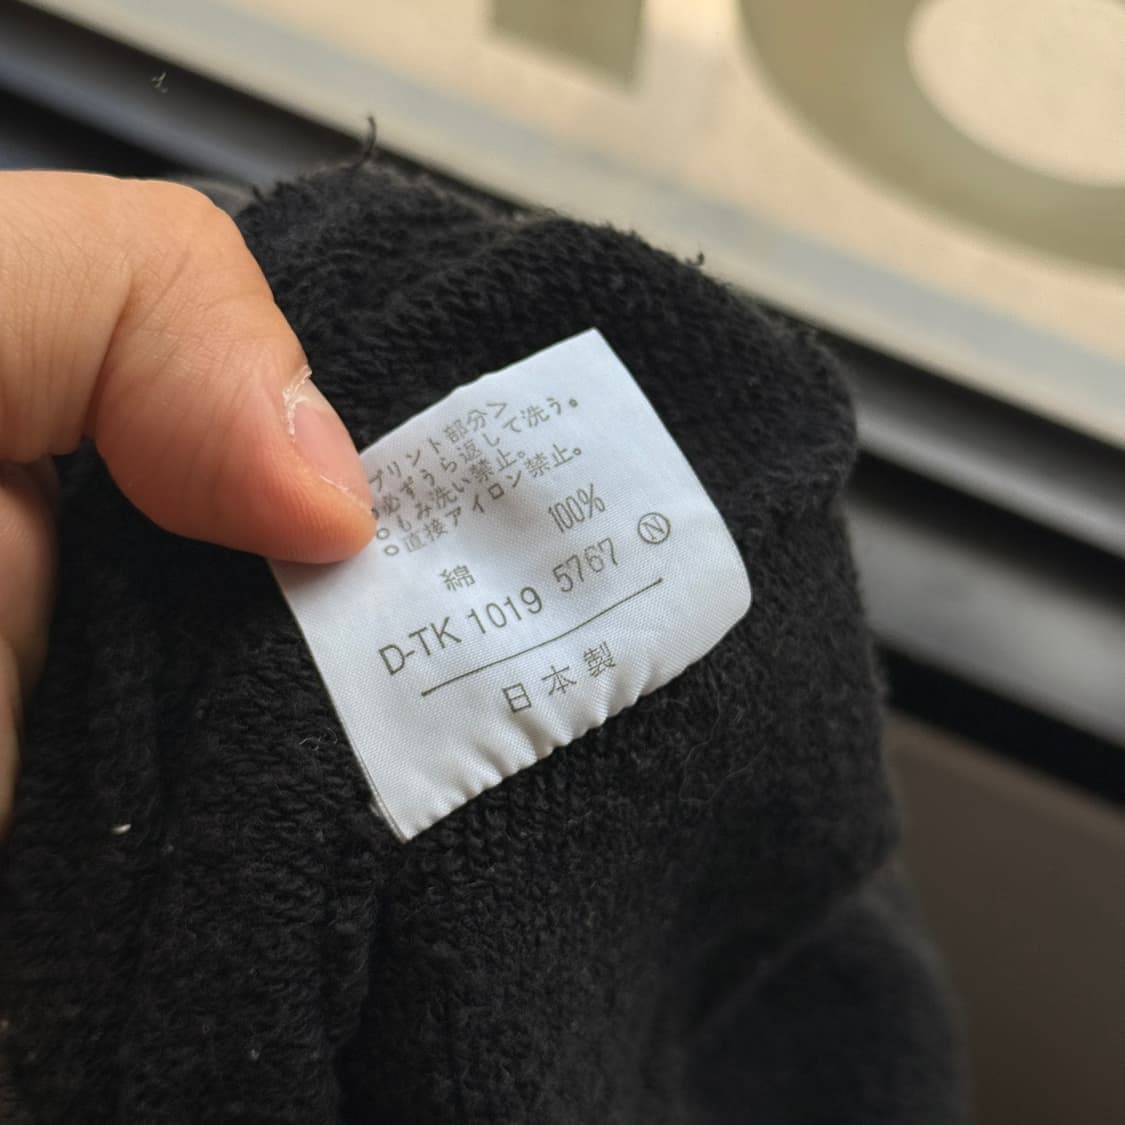 プリント部分>
必ずうら返して洗う。
○もみ洗い禁止。
○直接アイロン禁止。
綿 100%
D-TK 1019 5767 Ⓝ
日本製